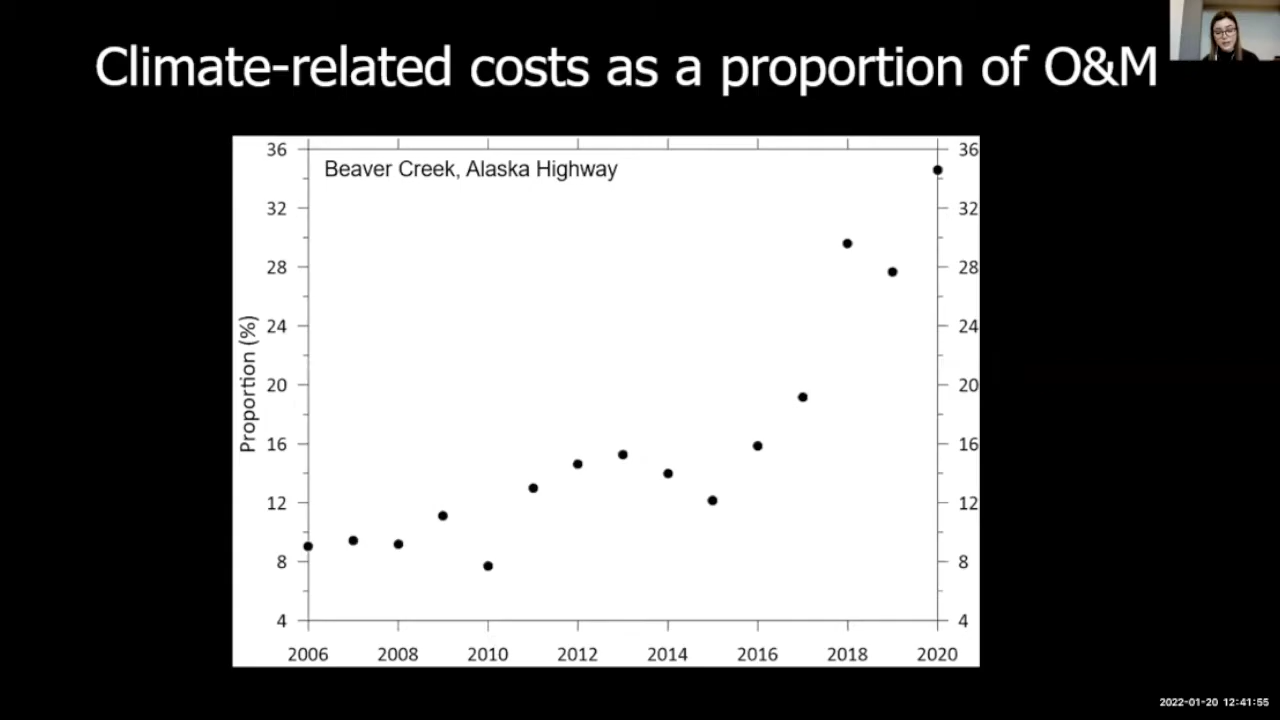 Climate-related costs as a proportion of O&M
Beaver Creek, Alaska Highway
Proportion (%)
36 36
32 32
28 28
24 24
20 20
16 16
12 12
8 8
4 4
2006 2008 2010 2012 2014 2016 2018 2020
2022-01-20 12:41:55